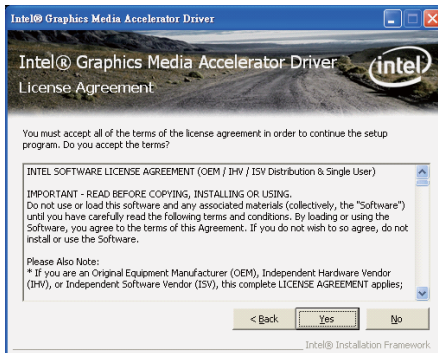 Intel® Graphics Media Accelerator Driver
Intel® Graphics Media Accelerator Driver
intel
License Agreement
You must accept all of the terms of the license agreement in order to continue the setup
program. Do you accept the terms?
INTEL SOFTWARE LICENSE AGREEMENT (OEM / IHV / ISV Distribution & Single User)
IMPORTANT - READ BEFORE COPYING, INSTALLING OR USING.
Do not use or load this software and any associated materials (collectively, the "Software")
until you have carefully read the following terms and conditions. By loading or using the
Software, you agree to the terms of this Agreement. If you do not wish to so agree, do not
install or use the Software.
Please Also Note:
* If you are an Original Equipment Manufacturer (OEM), Independent Hardware Vendor
(IHV), or Independent Software Vendor (ISV), this complete LICENSE AGREEMENT applies;
< Back Yes No
Intel® Installation Framework